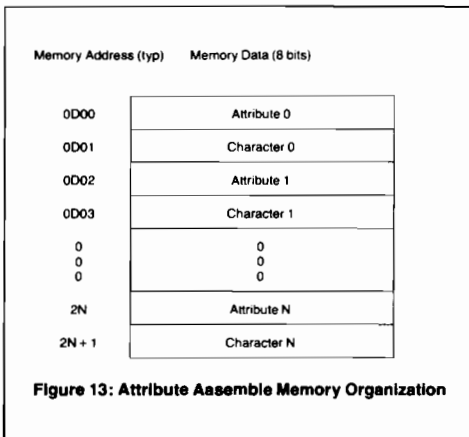 Memory Address (typ) Memory Data (8 bits)
0D00 Attribute 0
0D01 Character 0
0D02 Attribute 1
0D03 Character 1
0 0
0 0
0 0
2N Attribute N
2N + 1 Character N
Figure 13: Attribute Aasemble Memory Organization